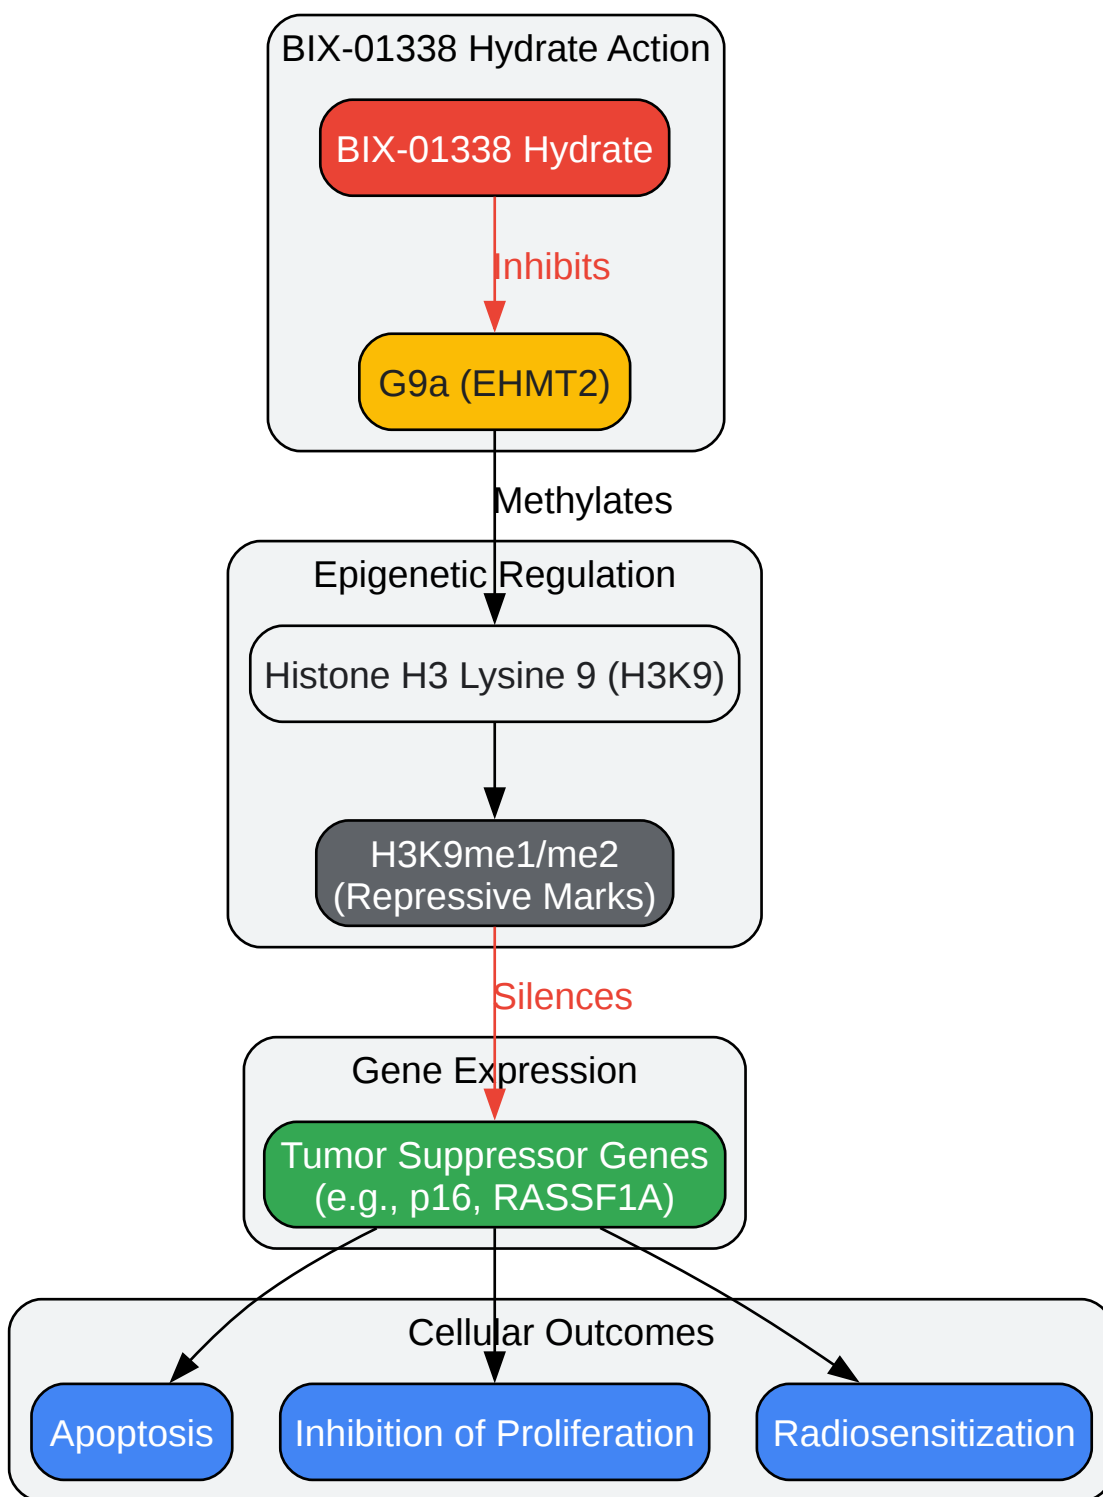 BIX-01338 Hydrate Action
BIX-01338 Hydrate
Inhibits
G9a (EHMT2)
Methylates
Epigenetic Regulation
Histone H3 Lysine 9 (H3K9)
H3K9me1/me2
(Repressive Marks)
Silences
Gene Expression
Tumor Suppressor Genes
(e.g., p16, RASSF1A)
Cellular Outcomes
Apoptosis
Inhibition of Proliferation
Radiosensitization